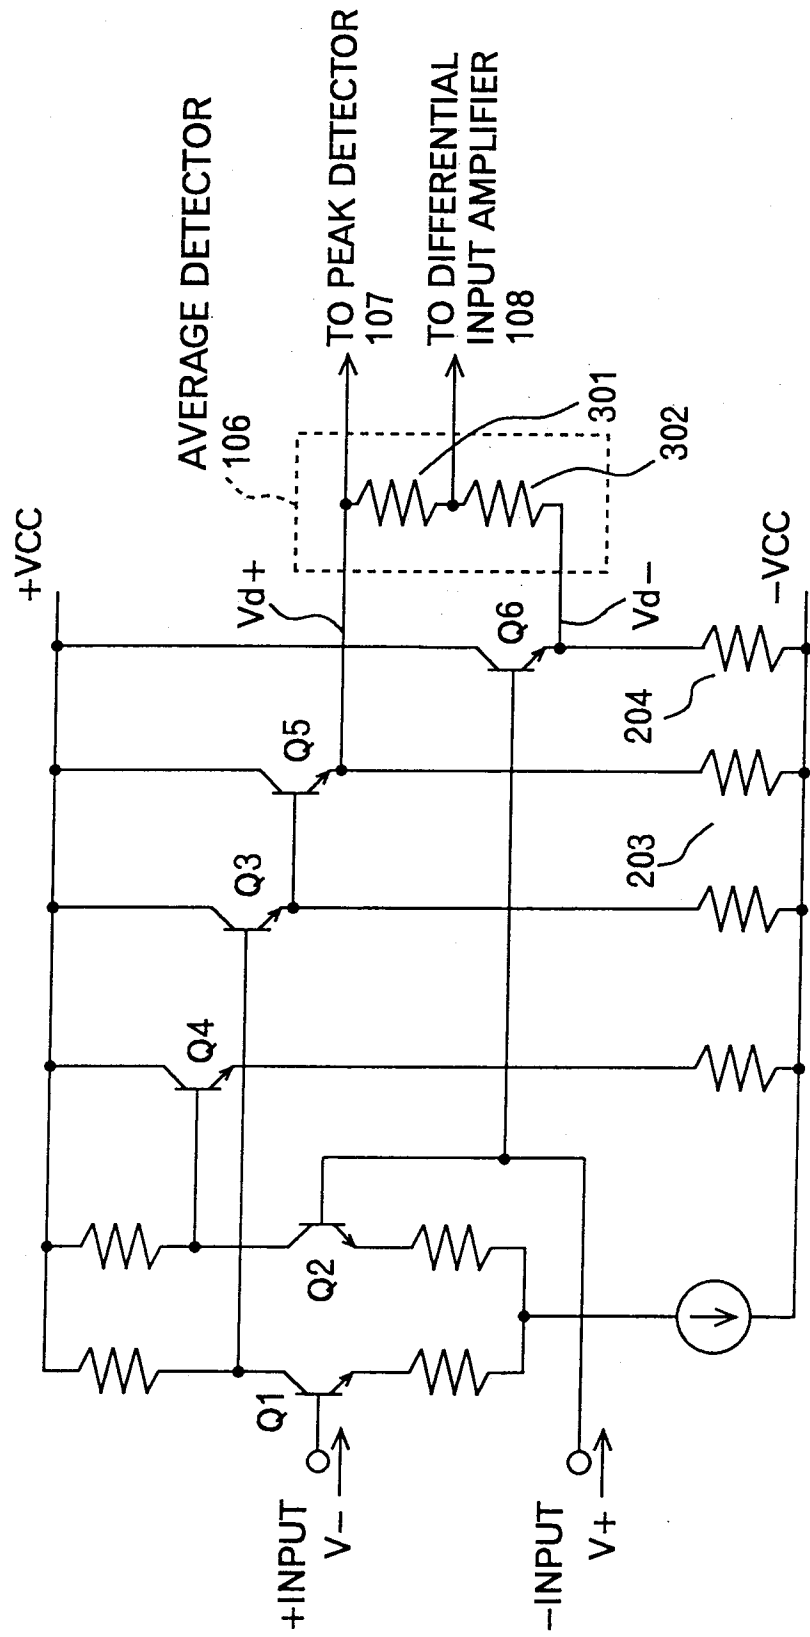 +VCC
AVERAGE DETECTOR
106
Vd+
TO PEAK DETECTOR
107
TO DIFFERENTIAL
INPUT AMPLIFIER
108
301
302
Q4
Q3
Q5
Q6
Vd−
Q1
Q2
+INPUT
V−
−INPUT
V+
203
204
−VCC